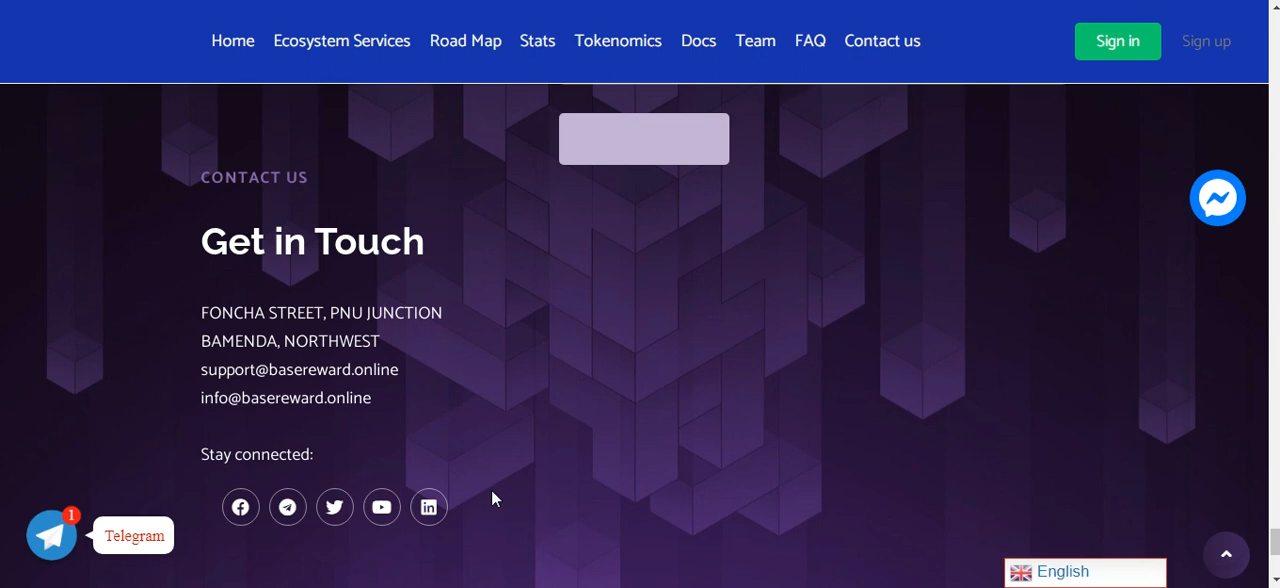 Home Ecosystem Services Road Map Stats Tokenomics Docs Team FAQ Contact us Sign in Sign up
CONTACT US
Get in Touch
FONCHA STREET, PNU JUNCTION
BAMENDA, NORTHWEST
support@basereward.online
info@basereward.online
Stay connected:
1
Telegram
English